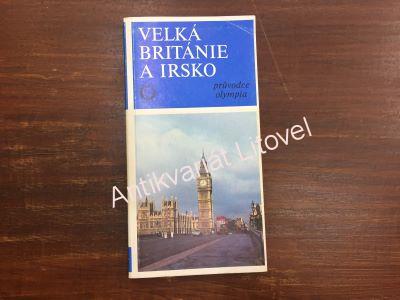 VELKÁ
BRITÁNIE
A IRSKO
průvodce
olympia
Antikvariát Litovel